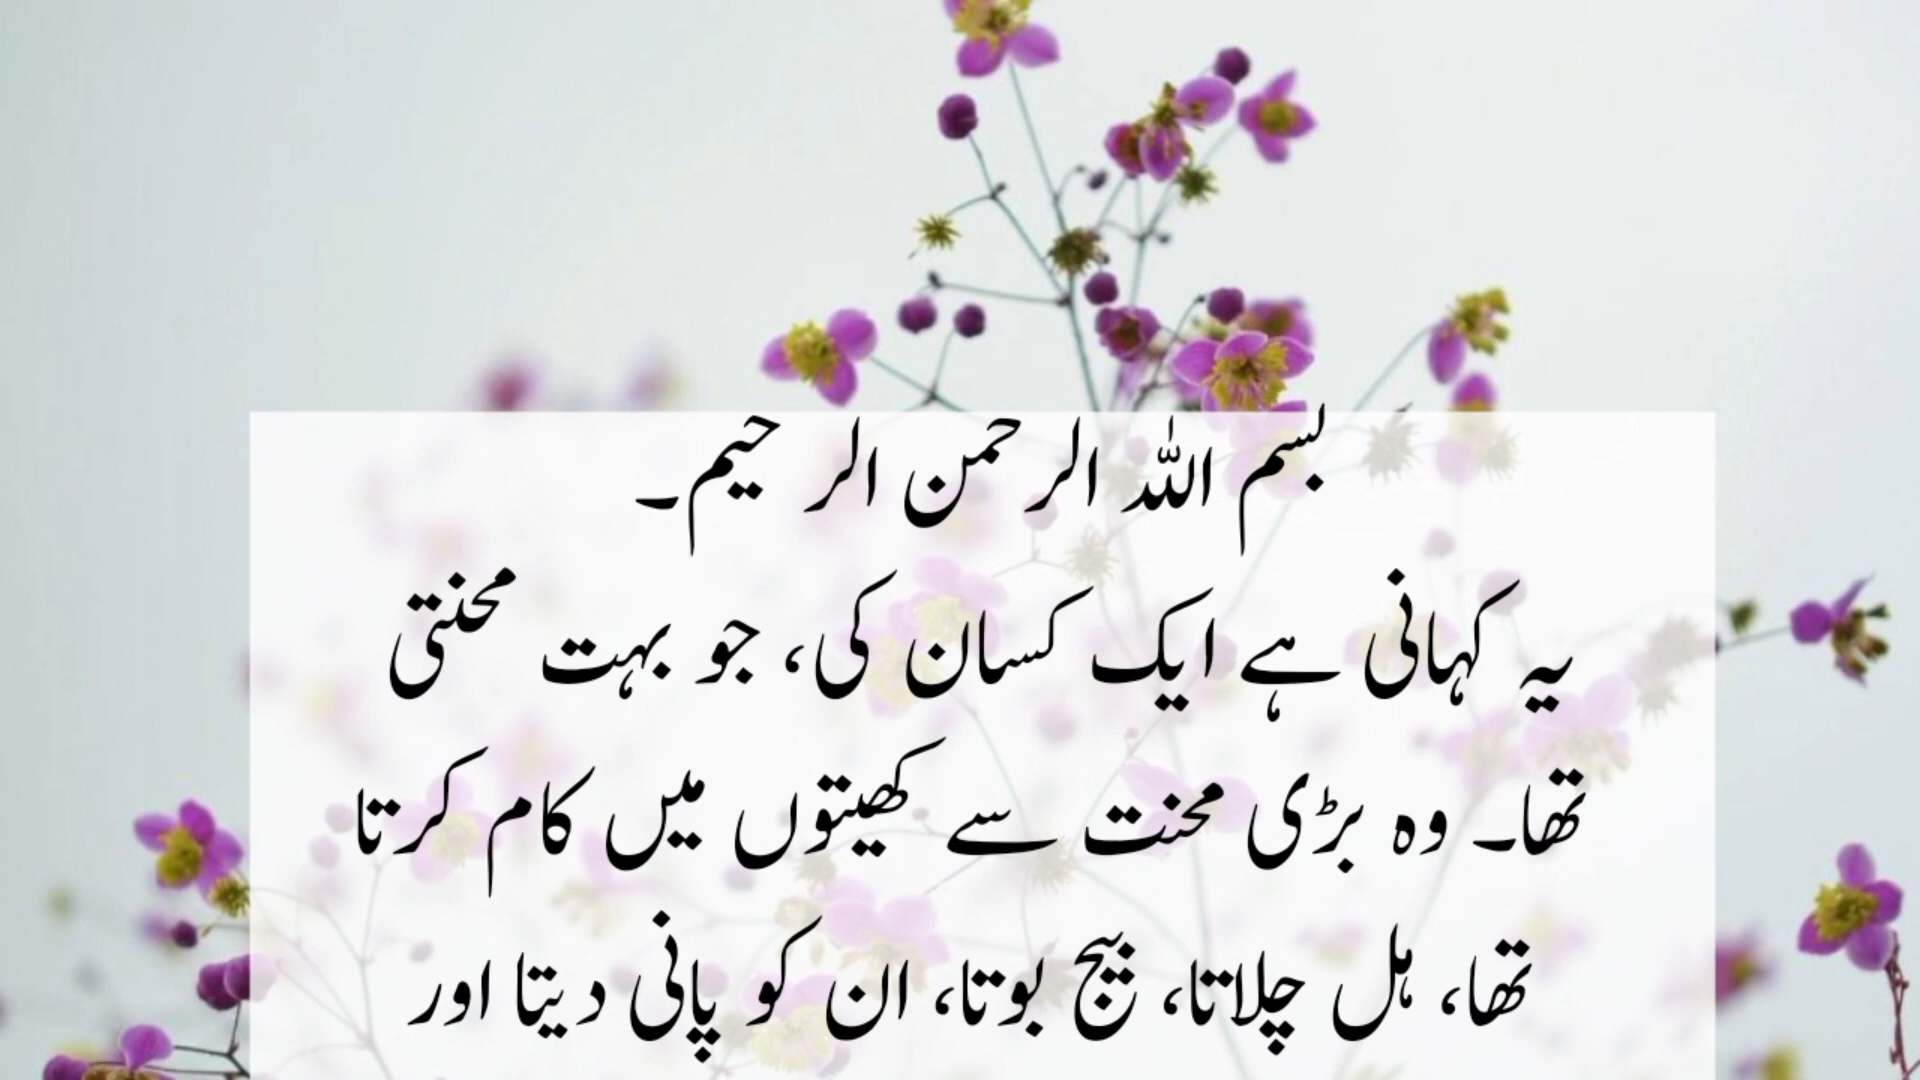 بسم اللہ الرحمن الرحیم۔
یہ کہانی ہے ایک کسان کی، جو بہت محنتی
تھا۔ وہ بڑی محنت سے کھیتوں میں کام کرتا
تھا، ہل چلاتا، بیج بوتا، ان کو پانی دیتا اور